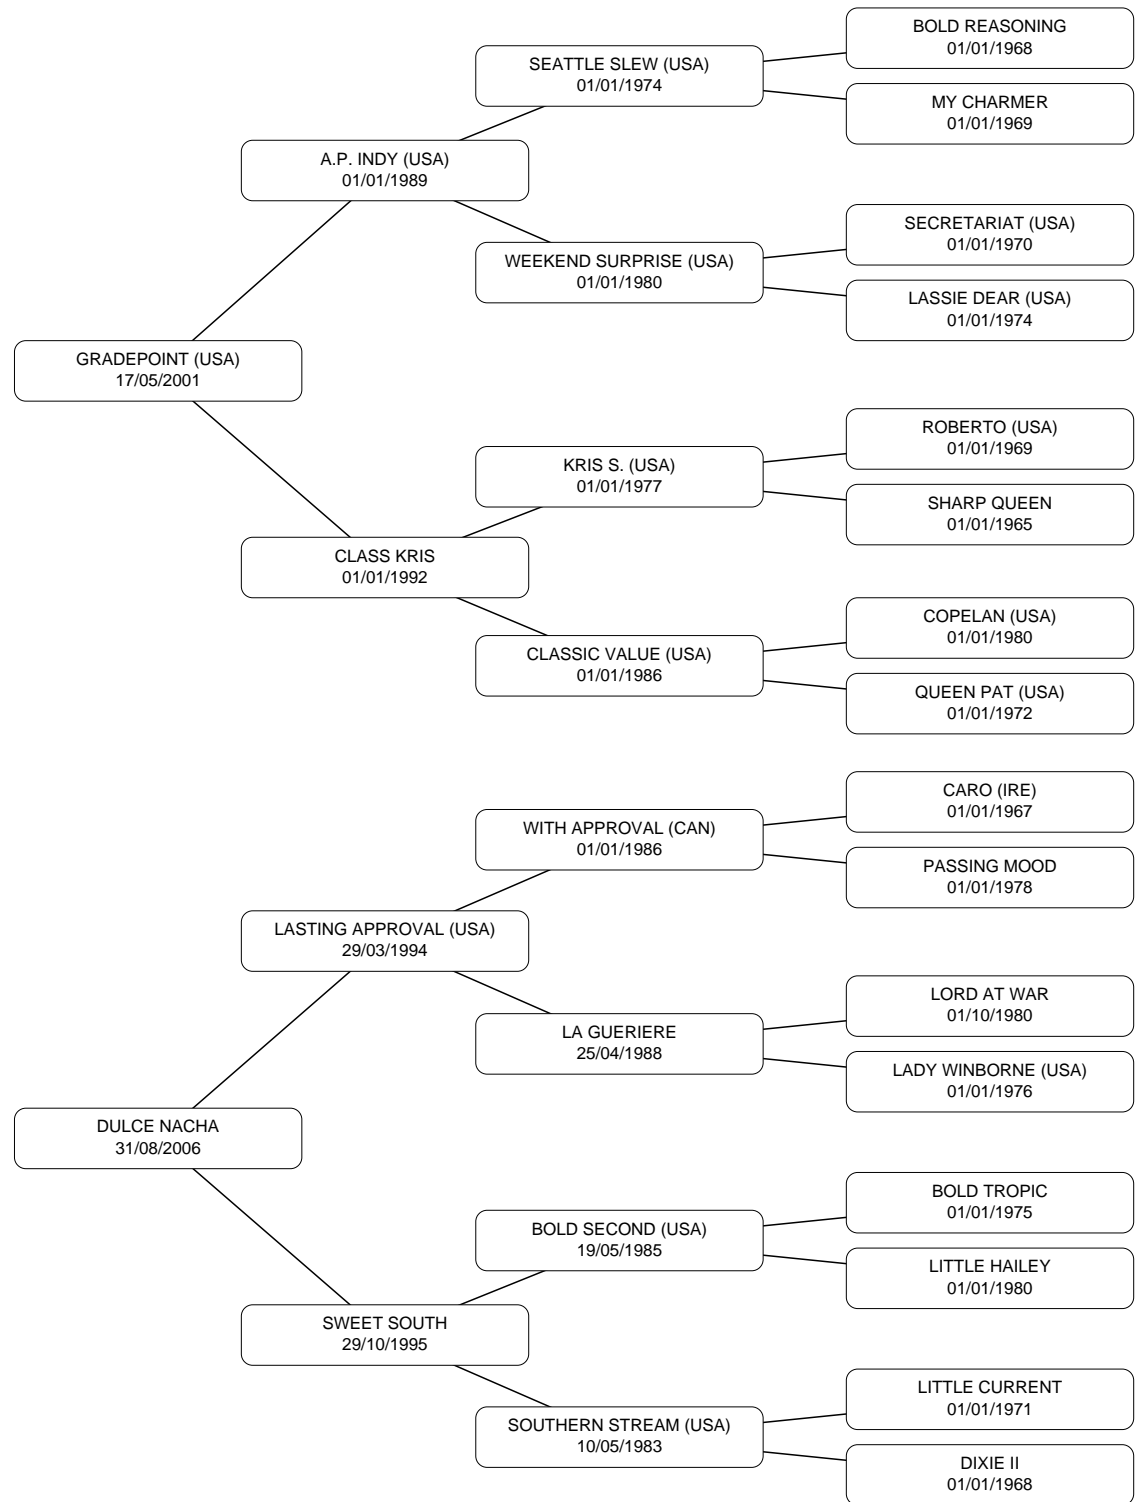 BOLD REASONING
01/01/1968
SEATTLE SLEW (USA)
01/01/1974
MY CHARMER
01/01/1969
A.P. INDY (USA)
01/01/1989
SECRETARIAT (USA)
01/01/1970
WEEKEND SURPRISE (USA)
01/01/1980
LASSIE DEAR (USA)
01/01/1974
GRADEPOINT (USA)
17/05/2001
ROBERTO (USA)
01/01/1969
KRIS S. (USA)
01/01/1977
SHARP QUEEN
01/01/1965
CLASS KRIS
01/01/1992
COPELAN (USA)
01/01/1980
CLASSIC VALUE (USA)
01/01/1986
QUEEN PAT (USA)
01/01/1972
CARO (IRE)
01/01/1967
WITH APPROVAL (CAN)
01/01/1986
PASSING MOOD
01/01/1978
LASTING APPROVAL (USA)
29/03/1994
LORD AT WAR
01/10/1980
LA GUERIERE
25/04/1988
LADY WINBORNE (USA)
01/01/1976
DULCE NACHA
31/08/2006
BOLD TROPIC
01/01/1975
BOLD SECOND (USA)
19/05/1985
LITTLE HAILEY
01/01/1980
SWEET SOUTH
29/10/1995
LITTLE CURRENT
01/01/1971
SOUTHERN STREAM (USA)
10/05/1983
DIXIE II
01/01/1968